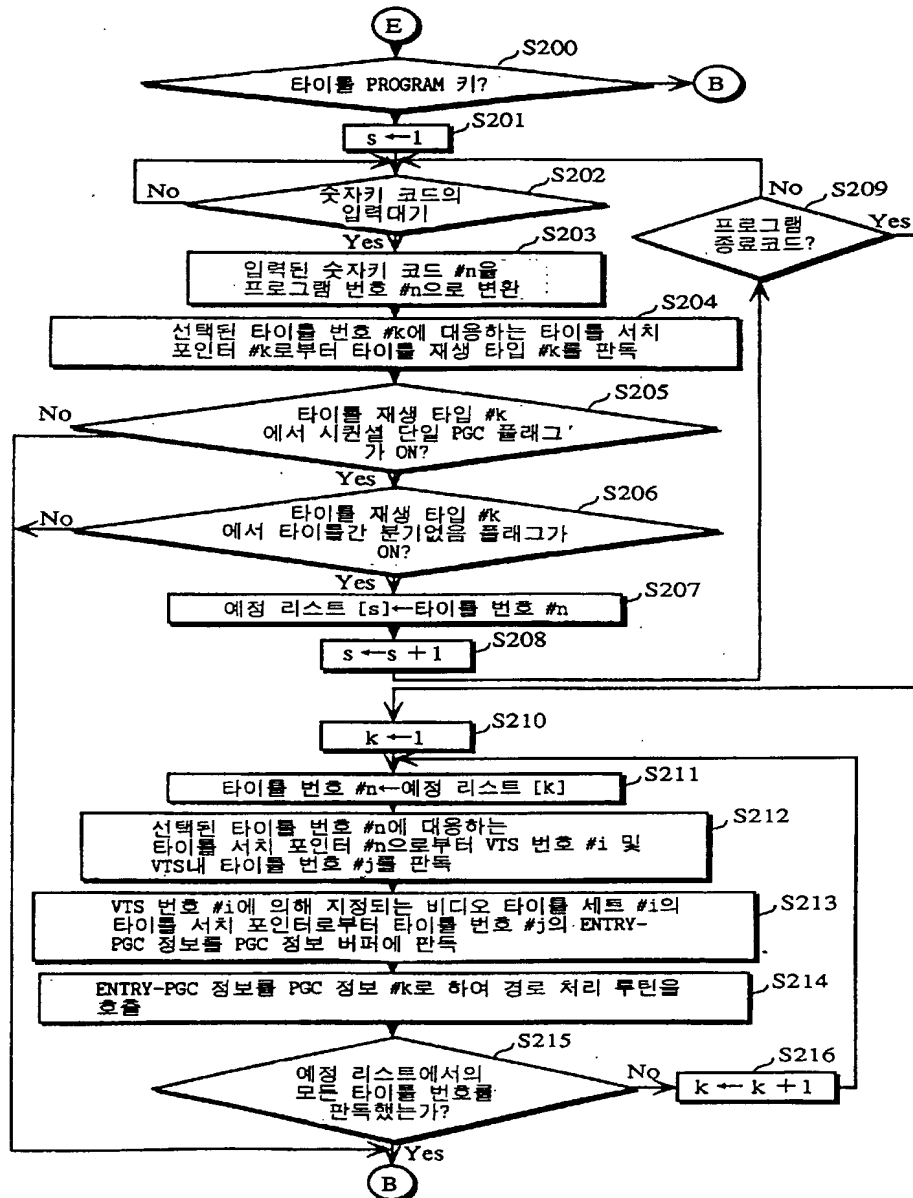 E
S200
타이틀 PROGRAM 키?
B
S201
s ← 1
S202
No
숫자키 코드의
입력대기
Yes
No
S209
프로그램
종료코드?
Yes
S203
입력된 숫자키 코드 #n을
프로그램 번호 #n으로 변환
S204
선택된 타이틀 번호 #k에 대응하는 타이틀 서치
포인터 #k로부터 타이틀 재생 타입 #k를 판독
S205
No
타이틀 재생 타입 #k
에서 시퀀셜 단일 PGC 플래그
가 ON?
Yes
S206
No
타이틀 재생 타입 #k
에서 타이틀간 분기없음 플래그가
ON?
Yes
S207
예정 리스트 [s]←타이틀 번호 #n
S208
s ← s + 1
S210
k ← 1
S211
타이틀 번호 #n←예정 리스트 [k]
S212
선택된 타이틀 번호 #n에 대응하는
타이틀 서치 포인터 #n으로부터 VTS 번호 #i 및
VTS내 타이틀 번호 #j를 판독
S213
VTS 번호 #i에 의해 지정되는 비디오 타이틀 세트 #i의
타이틀 서치 포인터로부터 타이틀 번호 #j의 ENTRY-
PGC 정보를 PGC 정보 버퍼에 판독
S214
ENTRY-PGC 정보를 PGC 정보 #k로 하여 경로 처리 루틴을
호출
S215
예정 리스트에서의
모든 타이틀 번호를
판독했는가?
No
S216
k ← k + 1
Yes
B